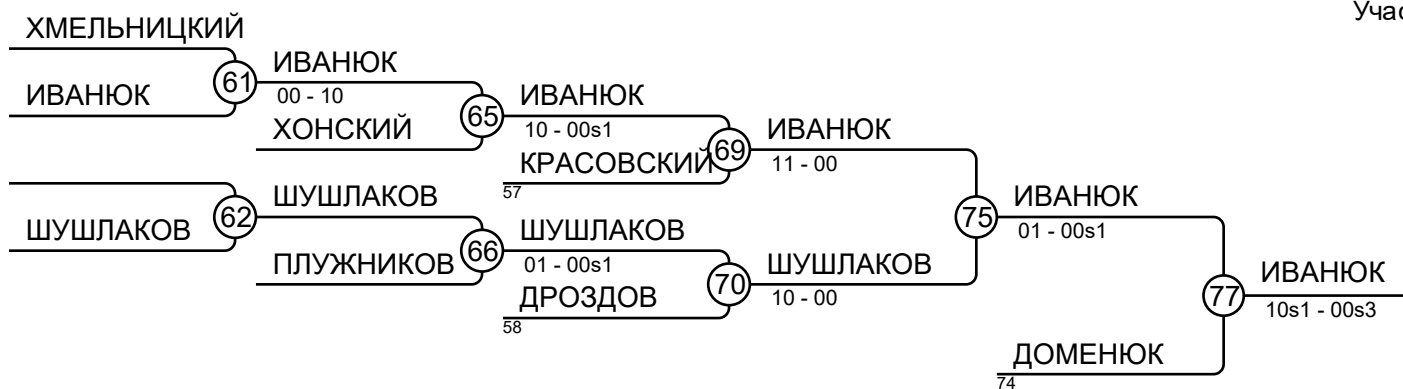 Учас
ХМЕЛЬНИЦКИЙ
61
ИВАНЮК
ИВАНЮК
00 - 10
65
ИВАНЮК
ХОНСКИЙ
10 - 00s1
69
ИВАНЮК
КРАСОВСКИЙ
11 - 00
57
ШУШЛАКОВ
62
75
ИВАНЮК
ШУШЛАКОВ
ШУШЛАКОВ
01 - 00s1
ПЛУЖНИКОВ
66
01 - 00s1
ШУШЛАКОВ
77
ИВАНЮК
ДРОЗДОВ
70
10 - 00
10s1 - 00s3
58
ДОМЕНЮК
74